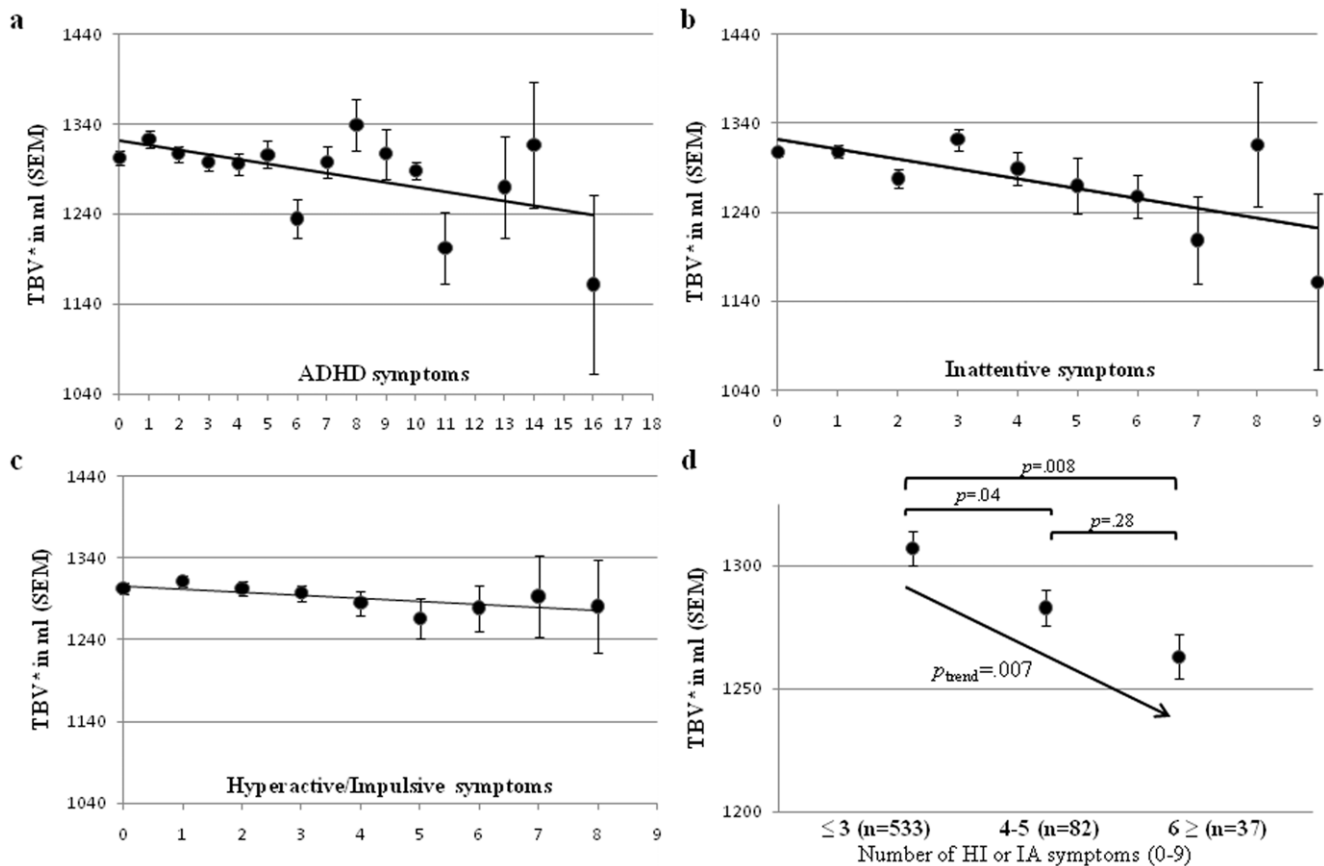 a
1440
1340
1240
1140
1040
TBV* in ml (SEM)
ADHD symptoms
0 1 2 3 4 5 6 7 8 9 10 11 12 13 14 15 16 17 18
b
1440
1340
1240
1140
1040
TBV* in ml (SEM)
Inattentive symptoms
0 1 2 3 4 5 6 7 8 9
c
1440
1340
1240
1140
1040
TBV* in ml (SEM)
Hyperactive/Impulsive symptoms
0 1 2 3 4 5 6 7 8 9
d
p=.008
p=.04
p=.28
1300
1250
1200
TBV* in ml (SEM)
ptrend=.007
≤ 3 (n=533) 4-5 (n=82) 6 ≥ (n=37)
Number of HI or IA symptoms (0-9)